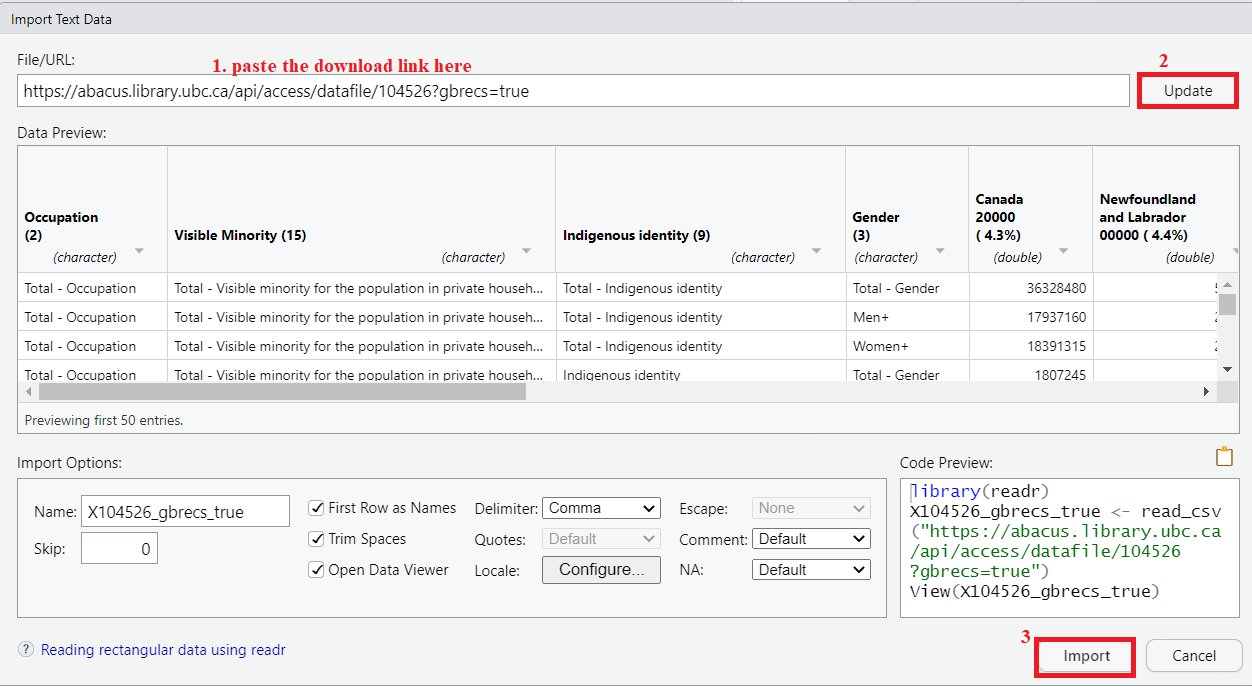 Import Text Data
File/URL:
1. paste the download link here
2
https://abacus.library.ubc.ca/api/access/datafile/104526?gbrecs=true
Update
Data Preview:
Occupation
(2)
(character)
Visible Minority (15)
(character)
Indigenous identity (9)
(character)
Gender
(3)
(character)
Canada
20000
( 4.3%)
(double)
Newfoundland
and Labrador
00000 ( 4.4%)
(double)
Total - Occupation Total - Visible minority for the population in private househ... Total - Indigenous identity Total - Gender 36328480
Total - Occupation Total - Visible minority for the population in private househ... Total - Indigenous identity Men+ 17937160
Total - Occupation Total - Visible minority for the population in private househ... Total - Indigenous identity Women+ 18391315
Total - Occupation Total - Visible minority for the population in private househ... Indigenous identity Total - Gender 1807245
Previewing first 50 entries.
Import Options:
Name: X104526_gbrecs_true
Skip: 0
First Row as Names
Trim Spaces
Open Data Viewer
Delimiter: Comma
Quotes: Default
Locale: Configure...
Escape: None
Comment: Default
NA: Default
Code Preview:
library(readr)
X104526_gbrecs_true <- read_csv
("https://abacus.library.ubc.ca
/api/access/datafile/104526
?gbrecs=true")
View(X104526_gbrecs_true)
? Reading rectangular data using readr
3
Import
Cancel